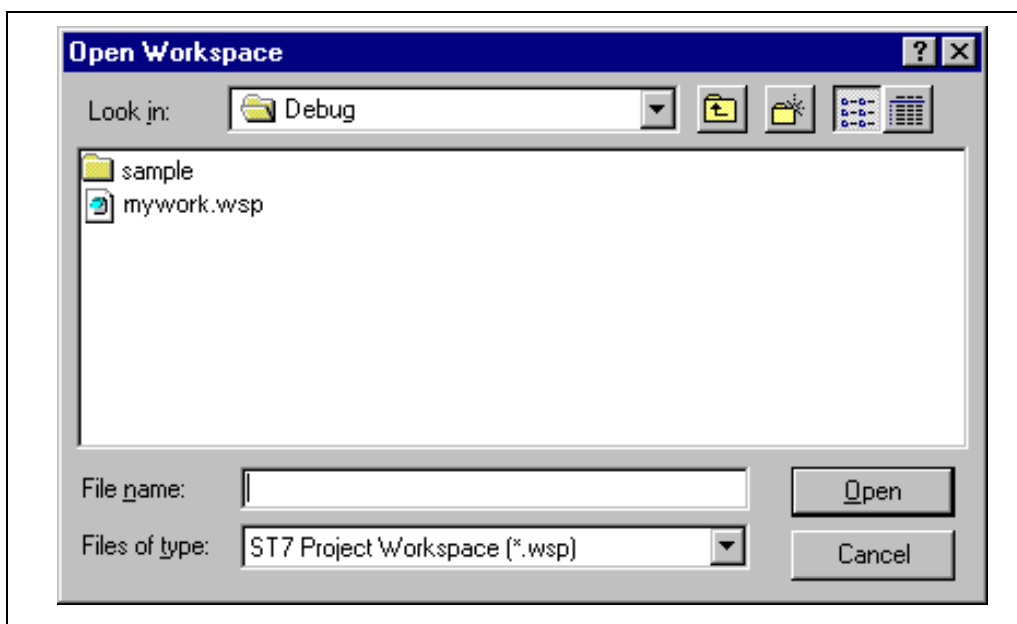 Open Workspace
Look in: Debug
sample
mywork.wsp
File name:
Open
Files of type: ST7 Project Workspace (*.wsp)
Cancel